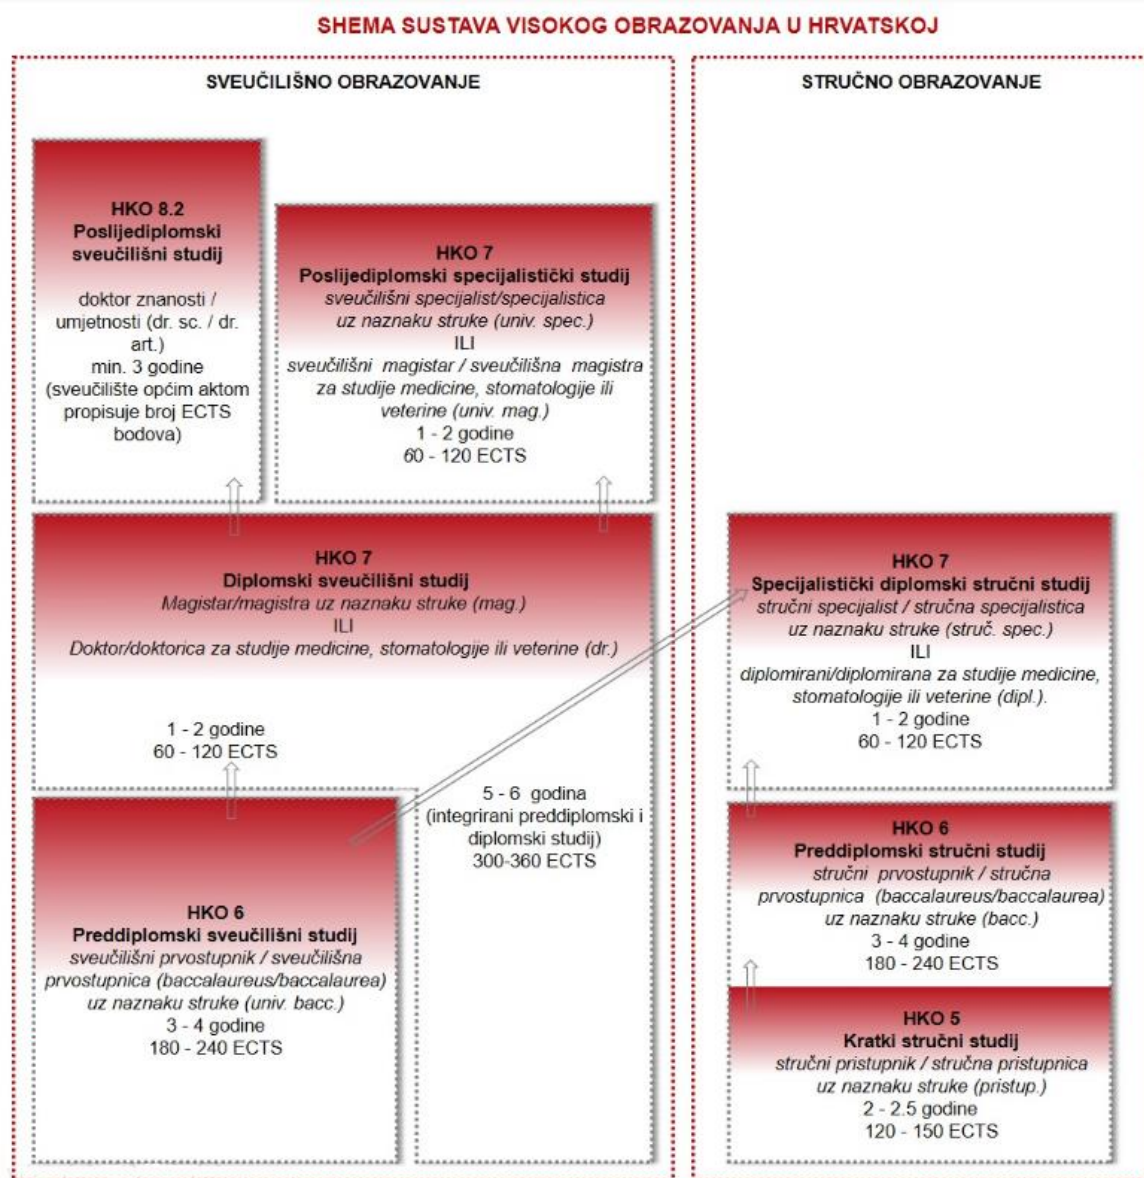 SHEMA SUSTAVA VISOKOG OBRAZOVANJA U HRVATSKOJ
SVEUČILIŠNO OBRAZOVANJE
HKO 8.2
Poslijediplomski
sveučilišni studij
doktor znanosti /
umjetnosti (dr. sc. / dr.
art.)
min. 3 godine
(sveučilište općim aktom
propisuje broj ECTS
bodova)
HKO 7
Poslijediplomski specijalistički studij
sveučilišni specijalist/specijalistica
uz naznaku struke (univ. spec.)
ILI
sveučilišni magistar / sveučilišna magistra
za studije medicine, stomatologije ili
veterine (univ. mag.)
1 - 2 godine
60 - 120 ECTS
HKO 7
Diplomski sveučilišni studij
Magistar/magistra uz naznaku struke (mag.)
ILI
Doktor/doktorica za studije medicine, stomatologije ili veterine (dr.)
1 - 2 godine
60 - 120 ECTS
5 - 6 godina
(integrirani preddiplomski i
diplomski studij)
300-360 ECTS
HKO 6
Preddiplomski sveučilišni studij
sveučilišni prvostupnik / sveučilišna
prvostupnica (baccalaureus/baccalaurea)
uz naznaku struke (univ. bacc.)
3 - 4 godine
180 - 240 ECTS
STRUČNO OBRAZOVANJE
HKO 7
Specijalistički diplomski stručni studij
stručni specijalist / stručna specijalistica
uz naznaku struke (struč. spec.)
ILI
diplomirani/diplomirana za studije medicine,
stomatologije ili veterine (dipl.).
1 - 2 godine
60 - 120 ECTS
HKO 6
Preddiplomski stručni studij
stručni prvostupnik / stručna
prvostupnica (baccalaureus/baccalaurea)
uz naznaku struke (bacc.)
3 - 4 godine
180 - 240 ECTS
HKO 5
Kratki stručni studij
stručni pristupnik / stručna pristupnica
uz naznaku struke (pristup.)
2 - 2.5 godine
120 - 150 ECTS